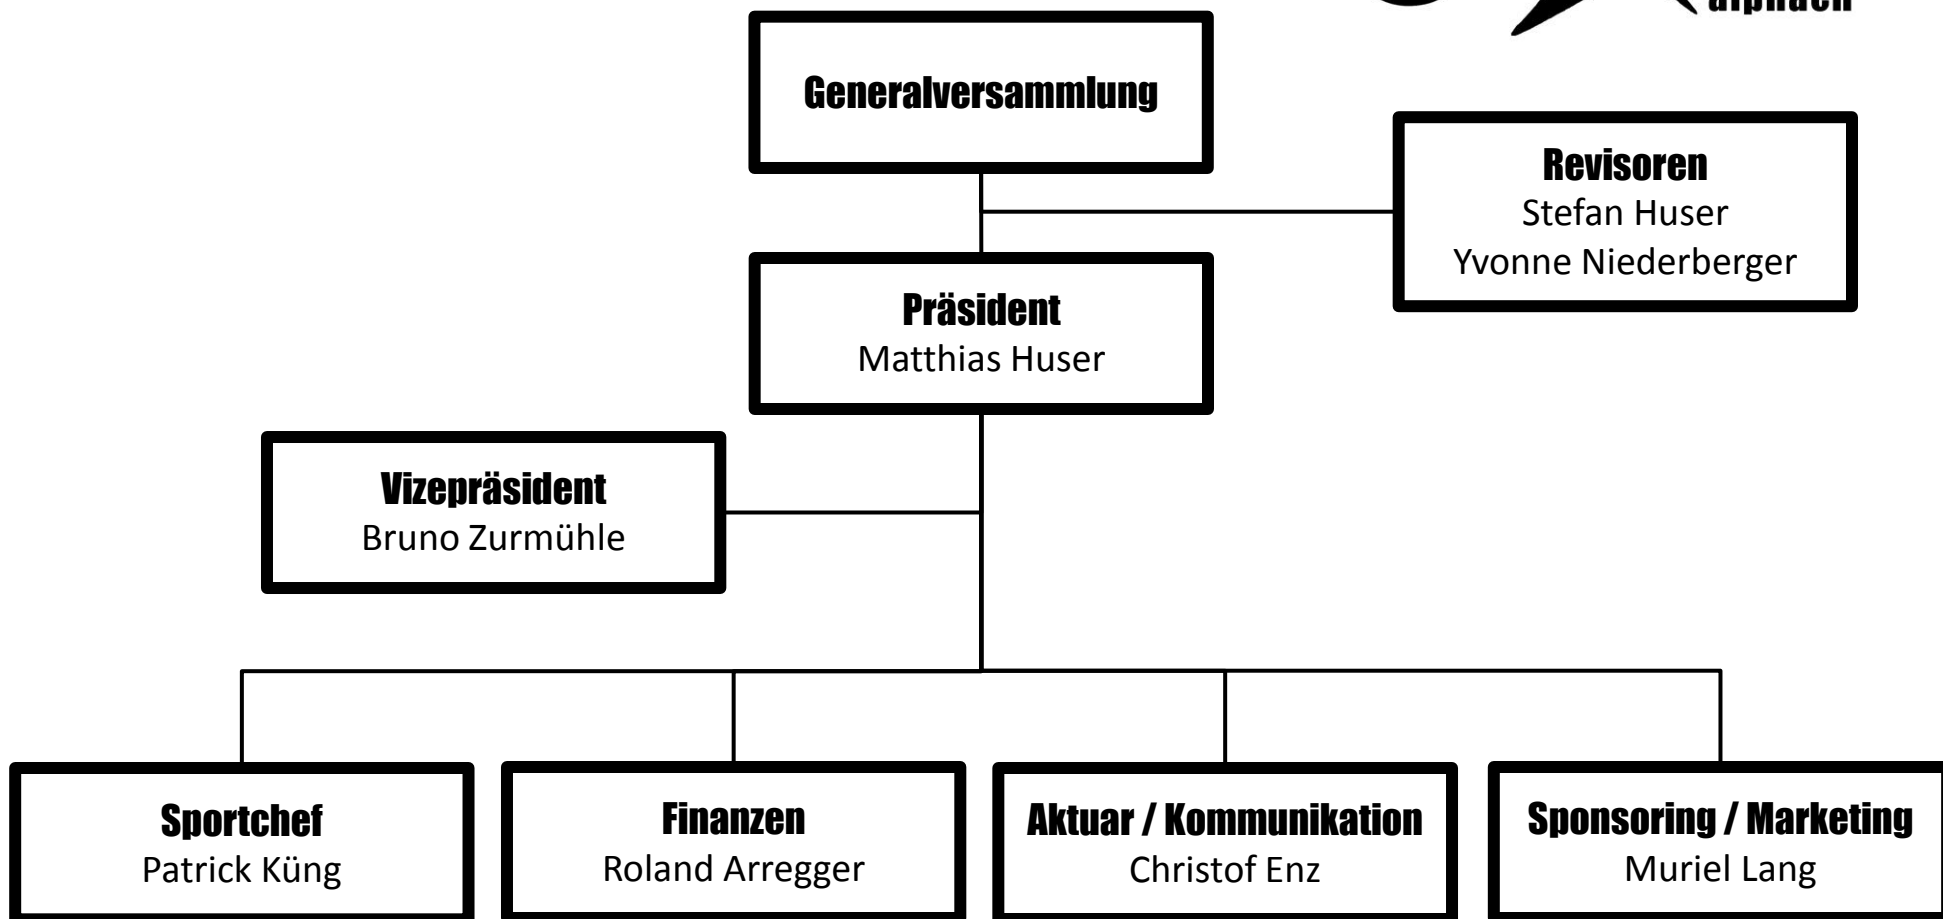 Generalversammlung
Revisoren
Stefan Huser
Yvonne Niederberger
Präsident
Matthias Huser
Vizepräsident
Bruno Zurmühle
Sportchef
Patrick Küng
Finanzen
Roland Arregger
Aktuar / Kommunikation
Christof Enz
Sponsoring / Marketing
Muriel Lang